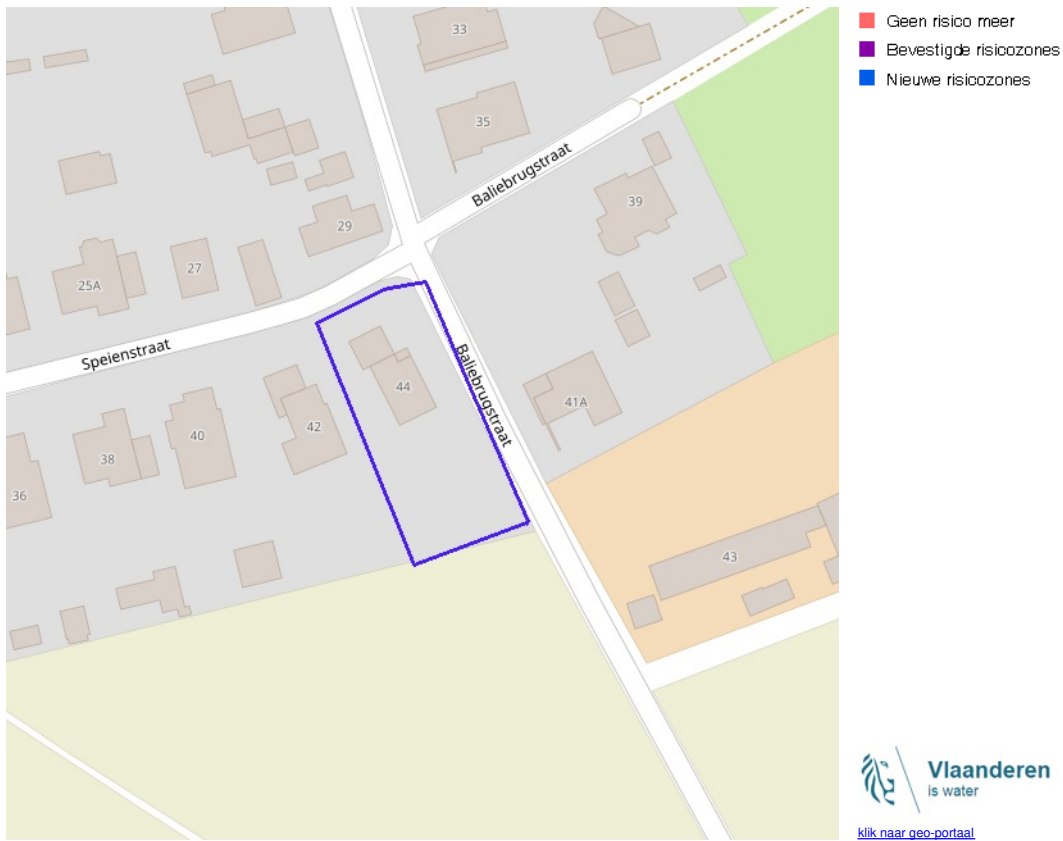 33
35
Baliebrugstraat
39
29
27
25A
Speienstraat
44
Baliebrugstraat
41A
42
40
38
36
43
Geen risico meer
Bevestigde risicozones
Nieuwe risicozones
Vlaanderen
is water
klik naar geo-portaal